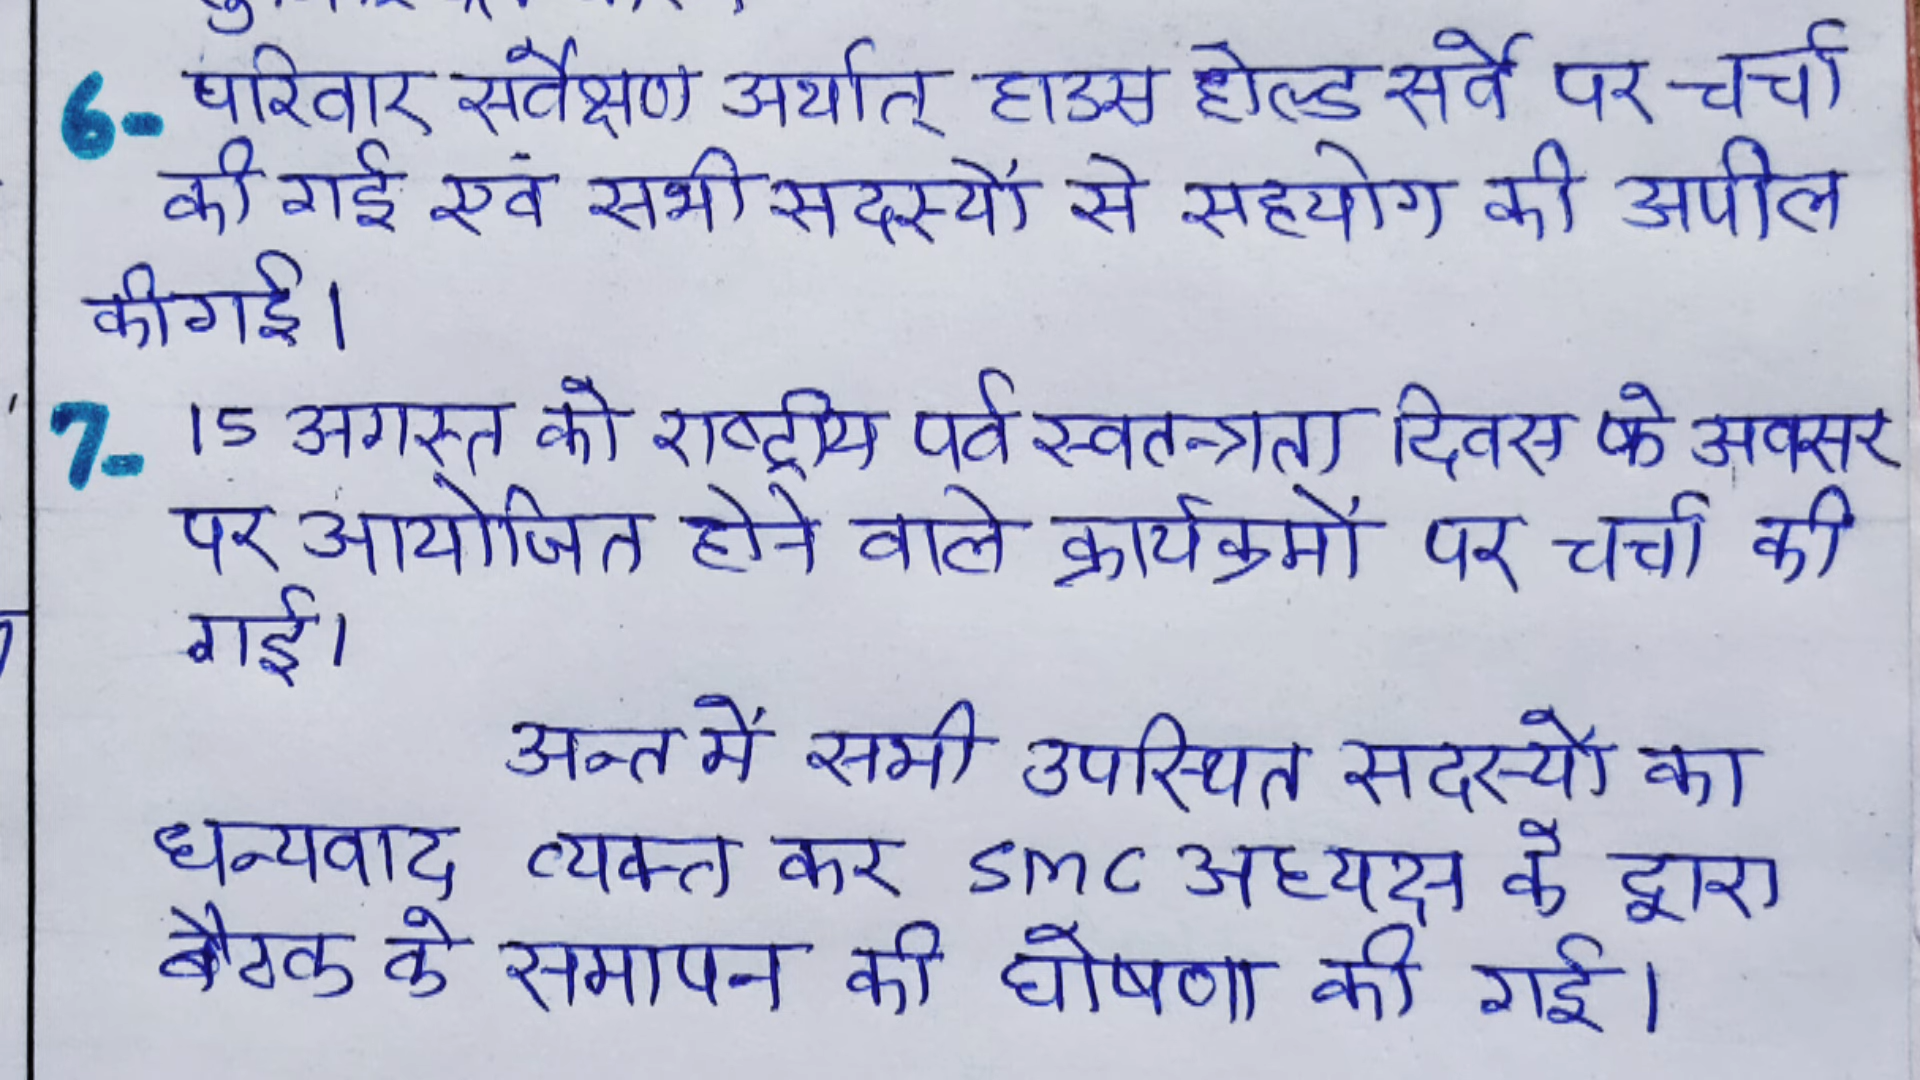 6- परिवार सर्वेक्षण अर्थात् हाउस होल्ड सर्वे पर चर्चा
की गई एवं सभी सदस्यों से सहयोग की अपील
की गई।
7- 15 अगस्त को राष्ट्रीय पर्व स्वतन्त्रता दिवस के अवसर
पर आयोजित होने वाले कार्यक्रमों पर चर्चा की
गई।
अन्त में सभी उपस्थित सदस्यों का
धन्यवाद व्यक्त कर SMC अध्यक्ष के द्वारा
बैठक के समापन की घोषणा की गई।